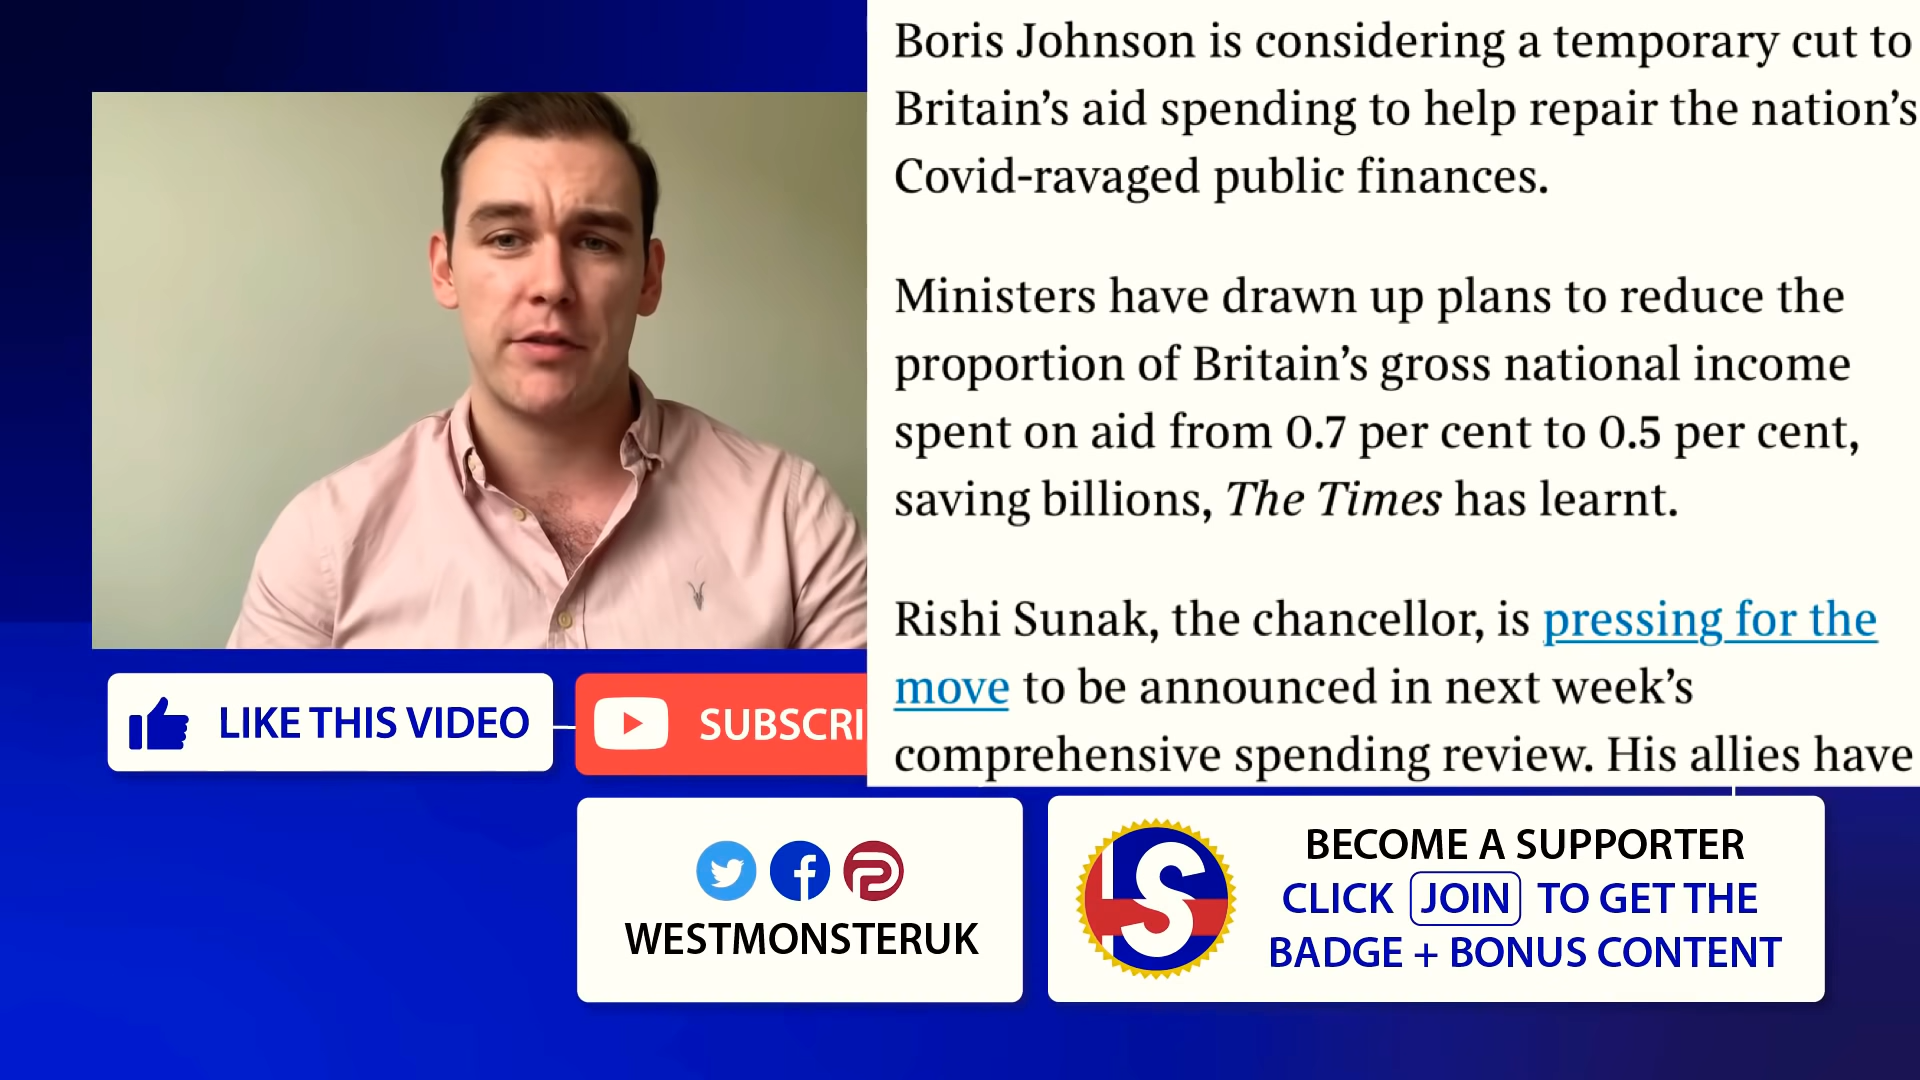 Boris Johnson is considering a temporary cut to
Britain’s aid spending to help repair the nation’s
Covid-ravaged public finances.
Ministers have drawn up plans to reduce the
proportion of Britain’s gross national income
spent on aid from 0.7 per cent to 0.5 per cent,
saving billions, The Times has learnt.
Rishi Sunak, the chancellor, is pressing for the
move to be announced in next week’s
comprehensive spending review. His allies have
LIKE THIS VIDEO
SUBSCRI
WESTMONSTERUK
BECOME A SUPPORTER
CLICK JOIN TO GET THE
BADGE + BONUS CONTENT